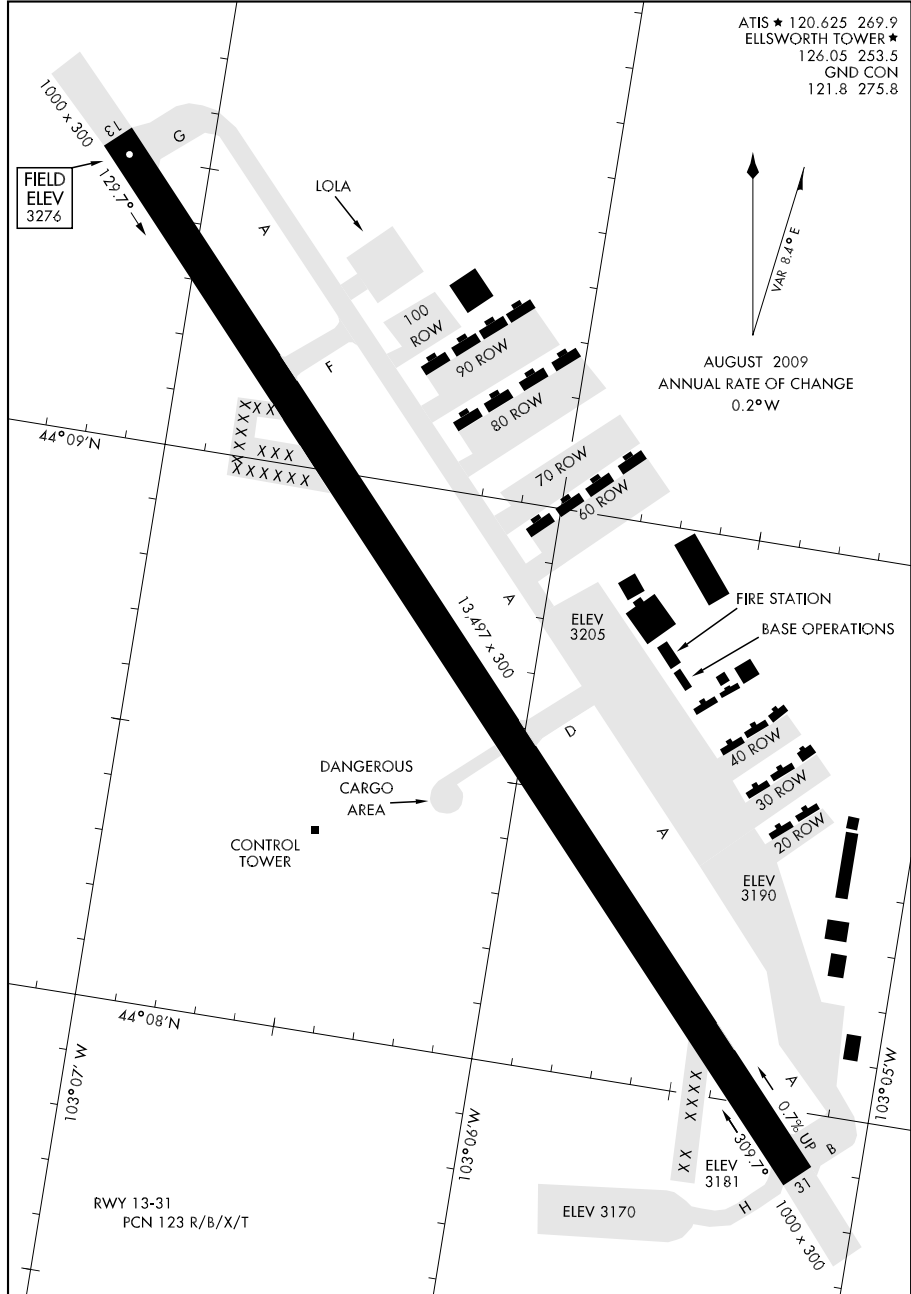 ATIS ★ 120.625 269.9
ELLSWORTH TOWER ★
126.05 253.5
GND CON
121.8 275.8
1000 x 300
13
G
FIELD
ELEV
3276
129.7°
A
LOLA
VAR 8.4° E
100
ROW
90 ROW
F
80 ROW
AUGUST 2009
ANNUAL RATE OF CHANGE
0.2° W
44°09'N
X X X
X X X X X
X X X
X X X X X X
70 ROW
60 ROW
A
13,497 x 300
ELEV
3205
FIRE STATION
BASE OPERATIONS
D
40 ROW
DANGEROUS
CARGO
AREA
30 ROW
A
20 ROW
CONTROL
TOWER
ELEV
3190
44°08'N
103°07' W
103°06'W
103°05'W
X X X X
X X
A
0.7% UP
309.7°
B
ELEV
3181
31
H
ELEV 3170
1000 x 300
RWY 13-31
PCN 123 R/B/X/T